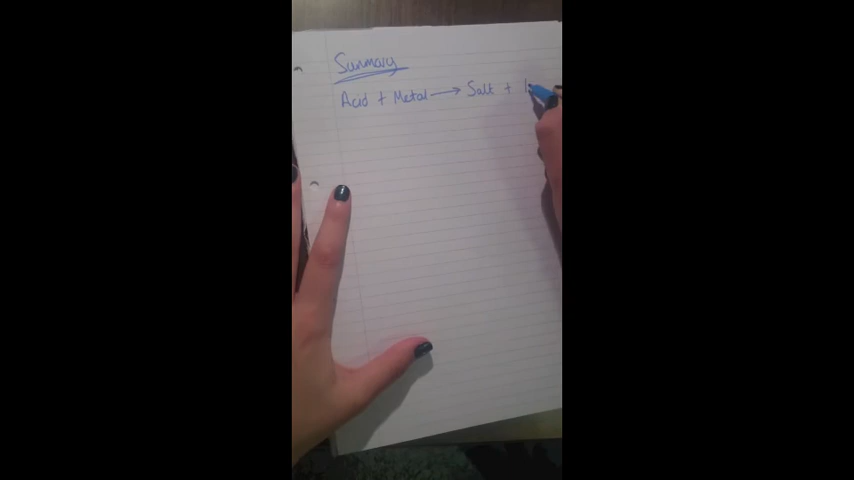 Summary
Acid + Metal → Salt +